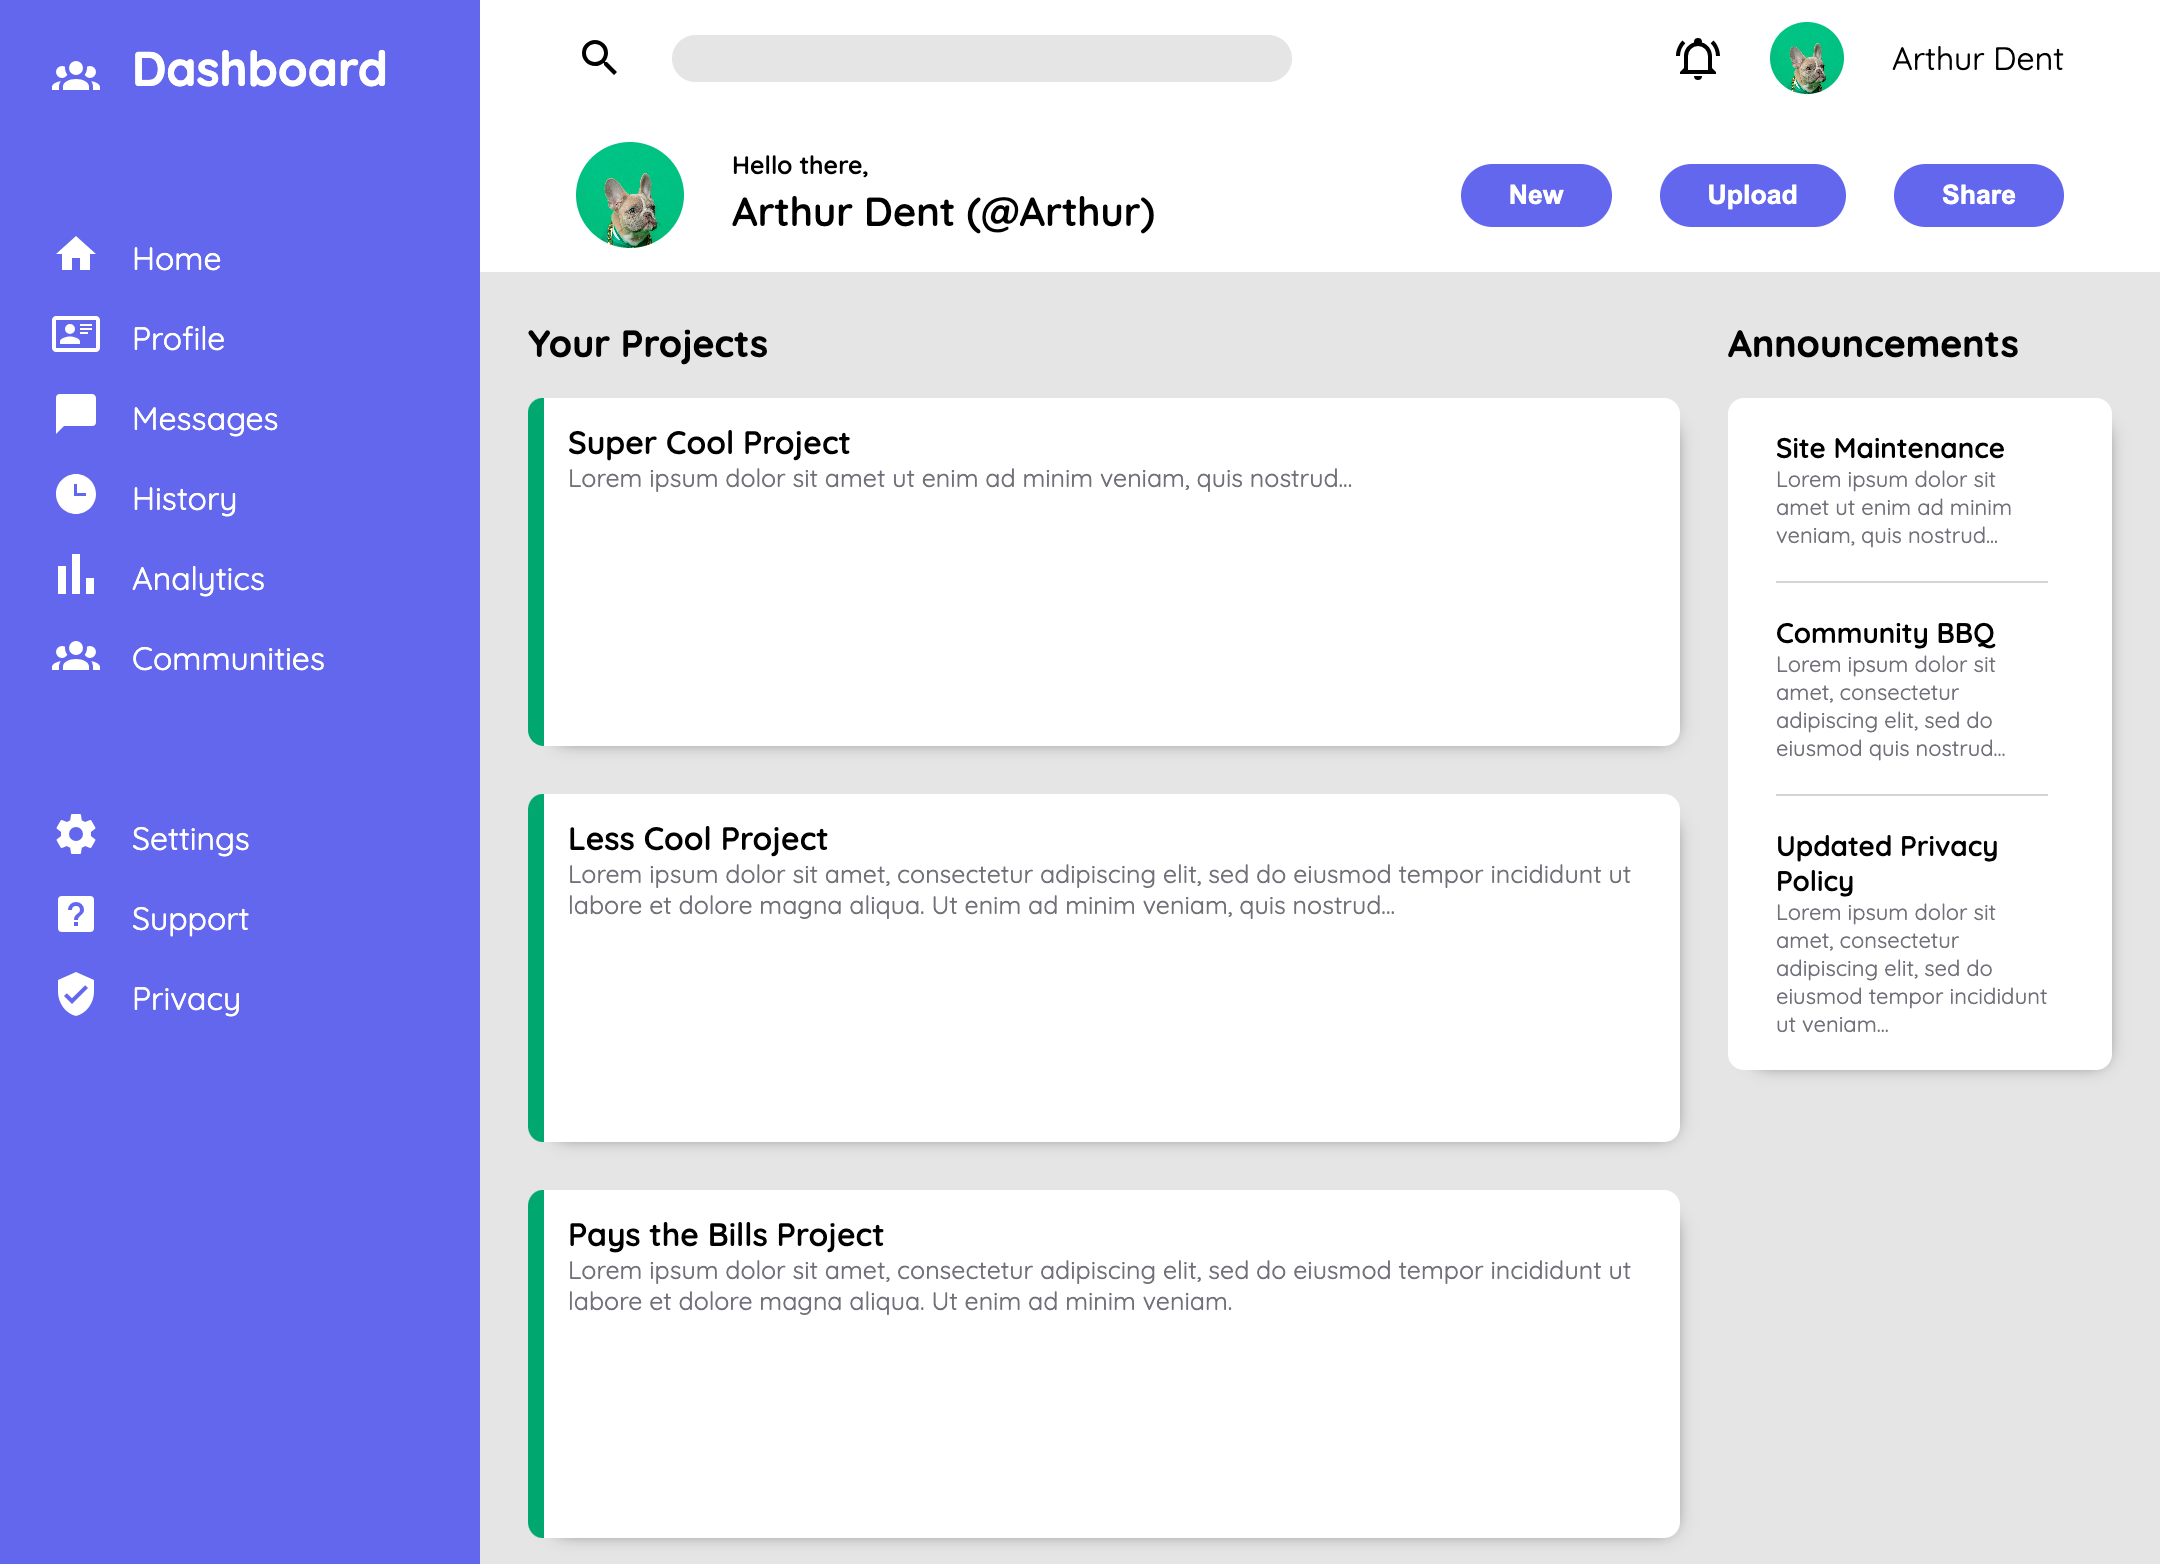 Dashboard
Home
Profile
Messages
History
Analytics
Communities
Settings
Support
Privacy
Arthur Dent
Hello there,
Arthur Dent (@Arthur)
New
Upload
Share
Your Projects
Super Cool Project
Lorem ipsum dolor sit amet ut enim ad minim veniam, quis nostrud...
Less Cool Project
Lorem ipsum dolor sit amet, consectetur adipiscing elit, sed do eiusmod tempor incididunt ut
labore et dolore magna aliqua. Ut enim ad minim veniam, quis nostrud...
Pays the Bills Project
Lorem ipsum dolor sit amet, consectetur adipiscing elit, sed do eiusmod tempor incididunt ut
labore et dolore magna aliqua. Ut enim ad minim veniam.
Announcements
Site Maintenance
Lorem ipsum dolor sit
amet ut enim ad minim
veniam, quis nostrud...
Community BBQ
Lorem ipsum dolor sit
amet, consectetur
adipiscing elit, sed do
eiusmod quis nostrud...
Updated Privacy
Policy
Lorem ipsum dolor sit
amet, consectetur
adipiscing elit, sed do
eiusmod tempor incididunt
ut veniam...